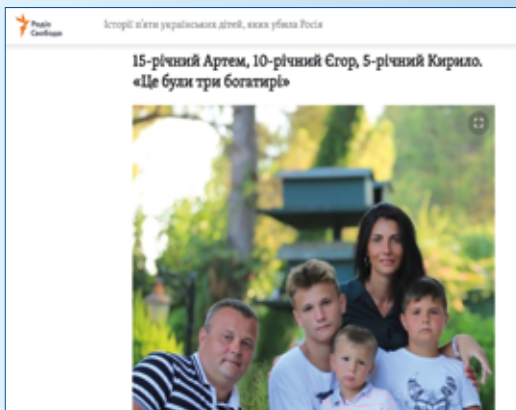 Радіо
Свобода
Історії п'яти українських дітей, яких убила Росія
15-річний Артем, 10-річний Єгор, 5-річний Кирило.
«Це були три богатирі»